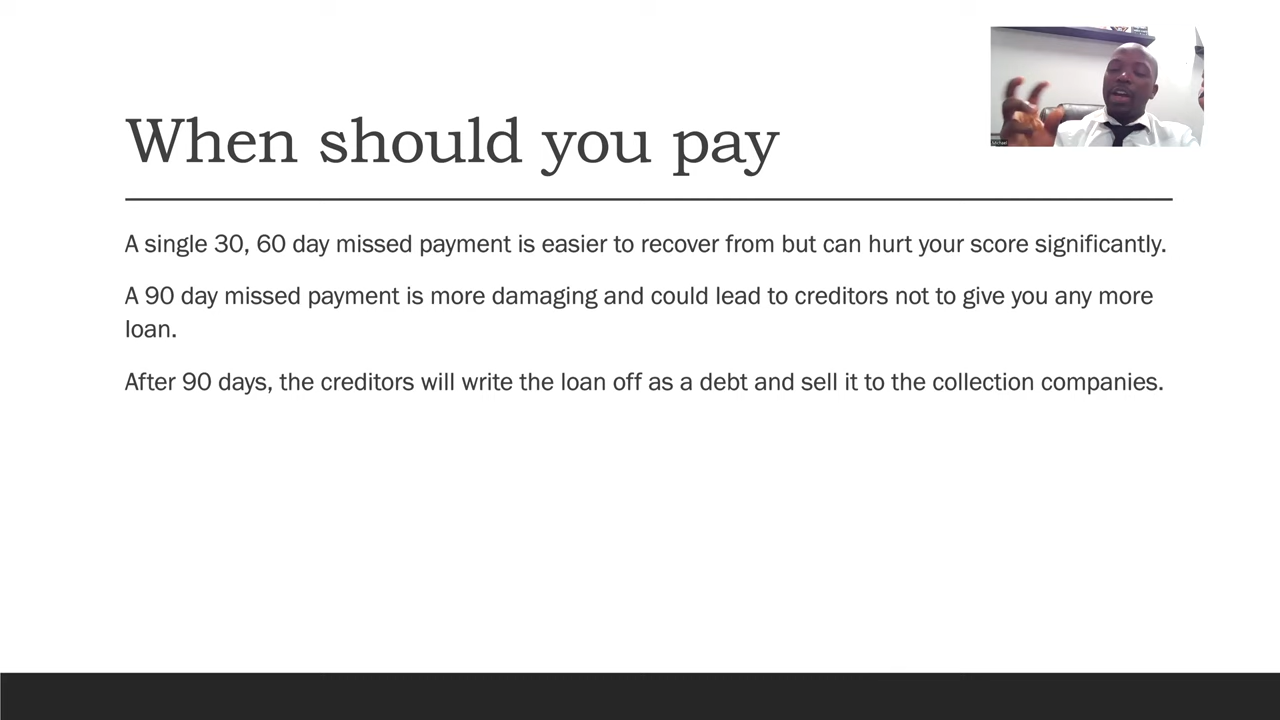 When should you pay
A single 30, 60 day missed payment is easier to recover from but can hurt your score significantly.
A 90 day missed payment is more damaging and could lead to creditors not to give you any more
loan.
After 90 days, the creditors will write the loan off as a debt and sell it to the collection companies.
Michael